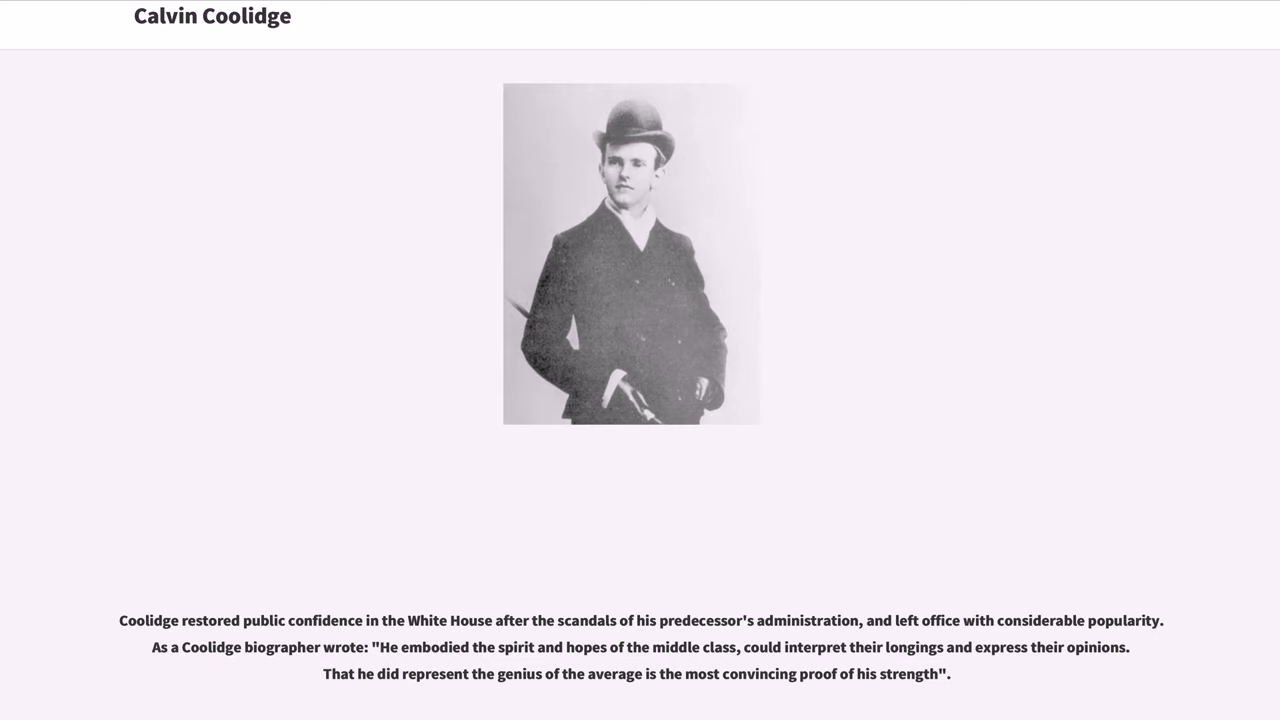 Calvin Coolidge
Coolidge restored public confidence in the White House after the scandals of his predecessor's administration, and left office with considerable popularity.
As a Coolidge biographer wrote: "He embodied the spirit and hopes of the middle class, could interpret their longings and express their opinions.
That he did represent the genius of the average is the most convincing proof of his strength".